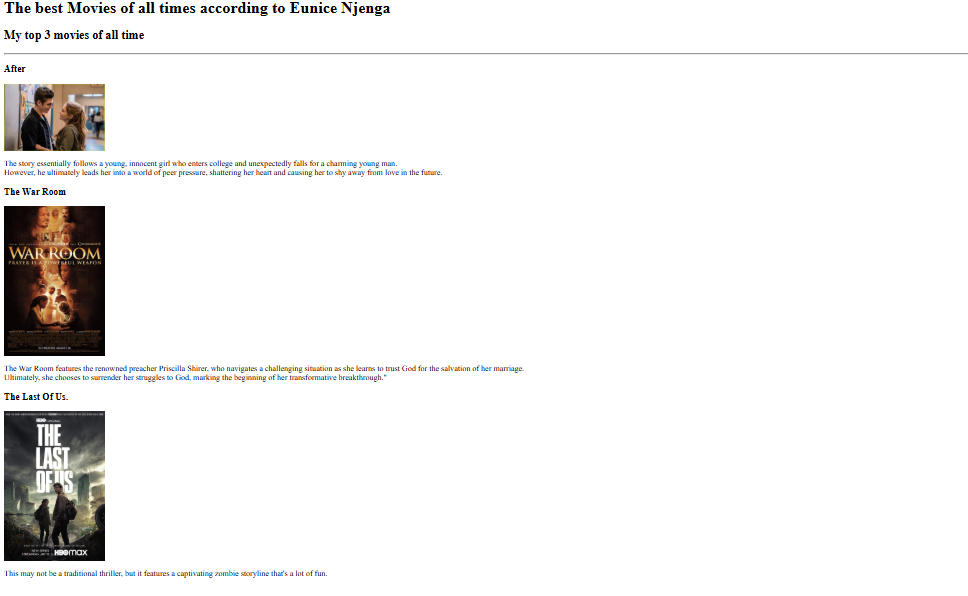 The best Movies of all times according to Eunice Njenga
My top 3 movies of all time
After
The story essentially follows a young, innocent girl who enters college and unexpectedly falls for a charming young man.
However, he ultimately leads her into a world of peer pressure, shattering her heart and causing her to shy away from love in the future.
The War Room
WAR ROOM
PRAYER IS A POWERFUL WEAPON
The War Room features the renowned preacher Priscilla Shirer, who navigates a challenging situation as she learns to trust God for the salvation of her marriage.
Ultimately, she chooses to surrender her struggles to God, marking the beginning of her transformative breakthrough."
The Last Of Us.
HBO
THE
LAST
OF US
HBOmax
This may not be a traditional thriller, but it features a captivating zombie storyline that's a lot of fun.